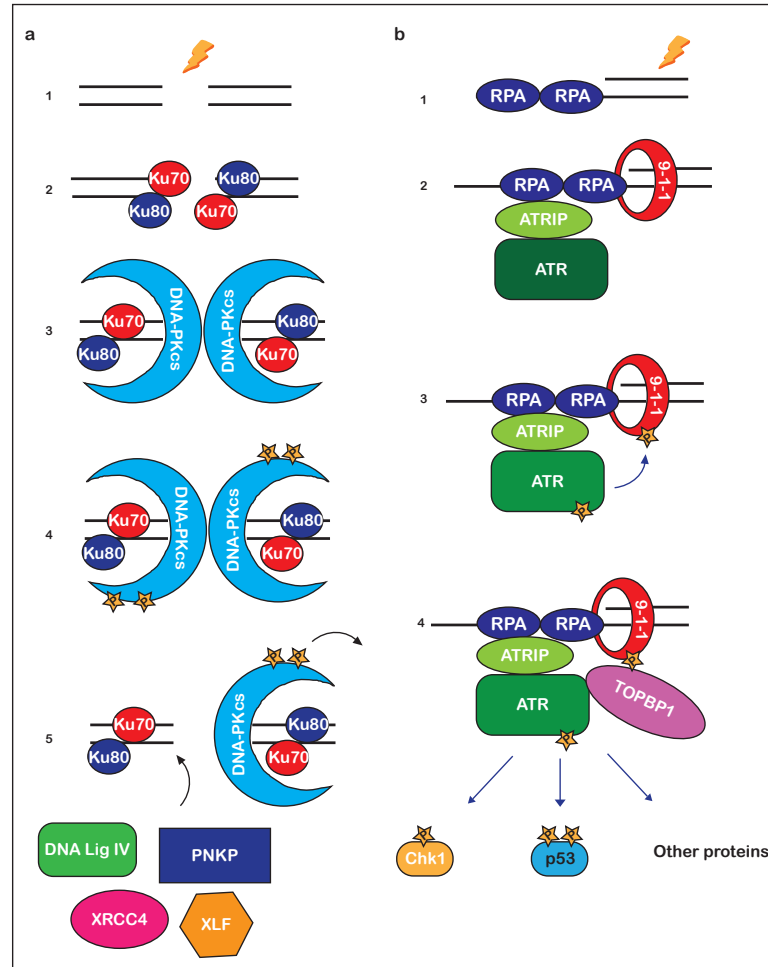 a
1
2
Ku70
Ku80
Ku80
Ku70
3
Ku70
Ku80
DNA-PKcs
DNA-PKcs
Ku80
Ku70
4
Ku70
Ku80
DNA-PKcs
DNA-PKcs
Ku80
Ku70
P
P
P
P
5
Ku70
Ku80
DNA-PKcs
Ku80
Ku70
P
P
DNA Lig IV
PNKP
XRCC4
XLF
b
1
RPA
RPA
2
RPA
RPA
9-1-1
ATRIP
ATR
3
RPA
RPA
9-1-1
P
ATRIP
ATR
P
4
RPA
RPA
9-1-1
P
ATRIP
ATR
P
TOPBP1
P
Chk1
P
P
p53
Other proteins